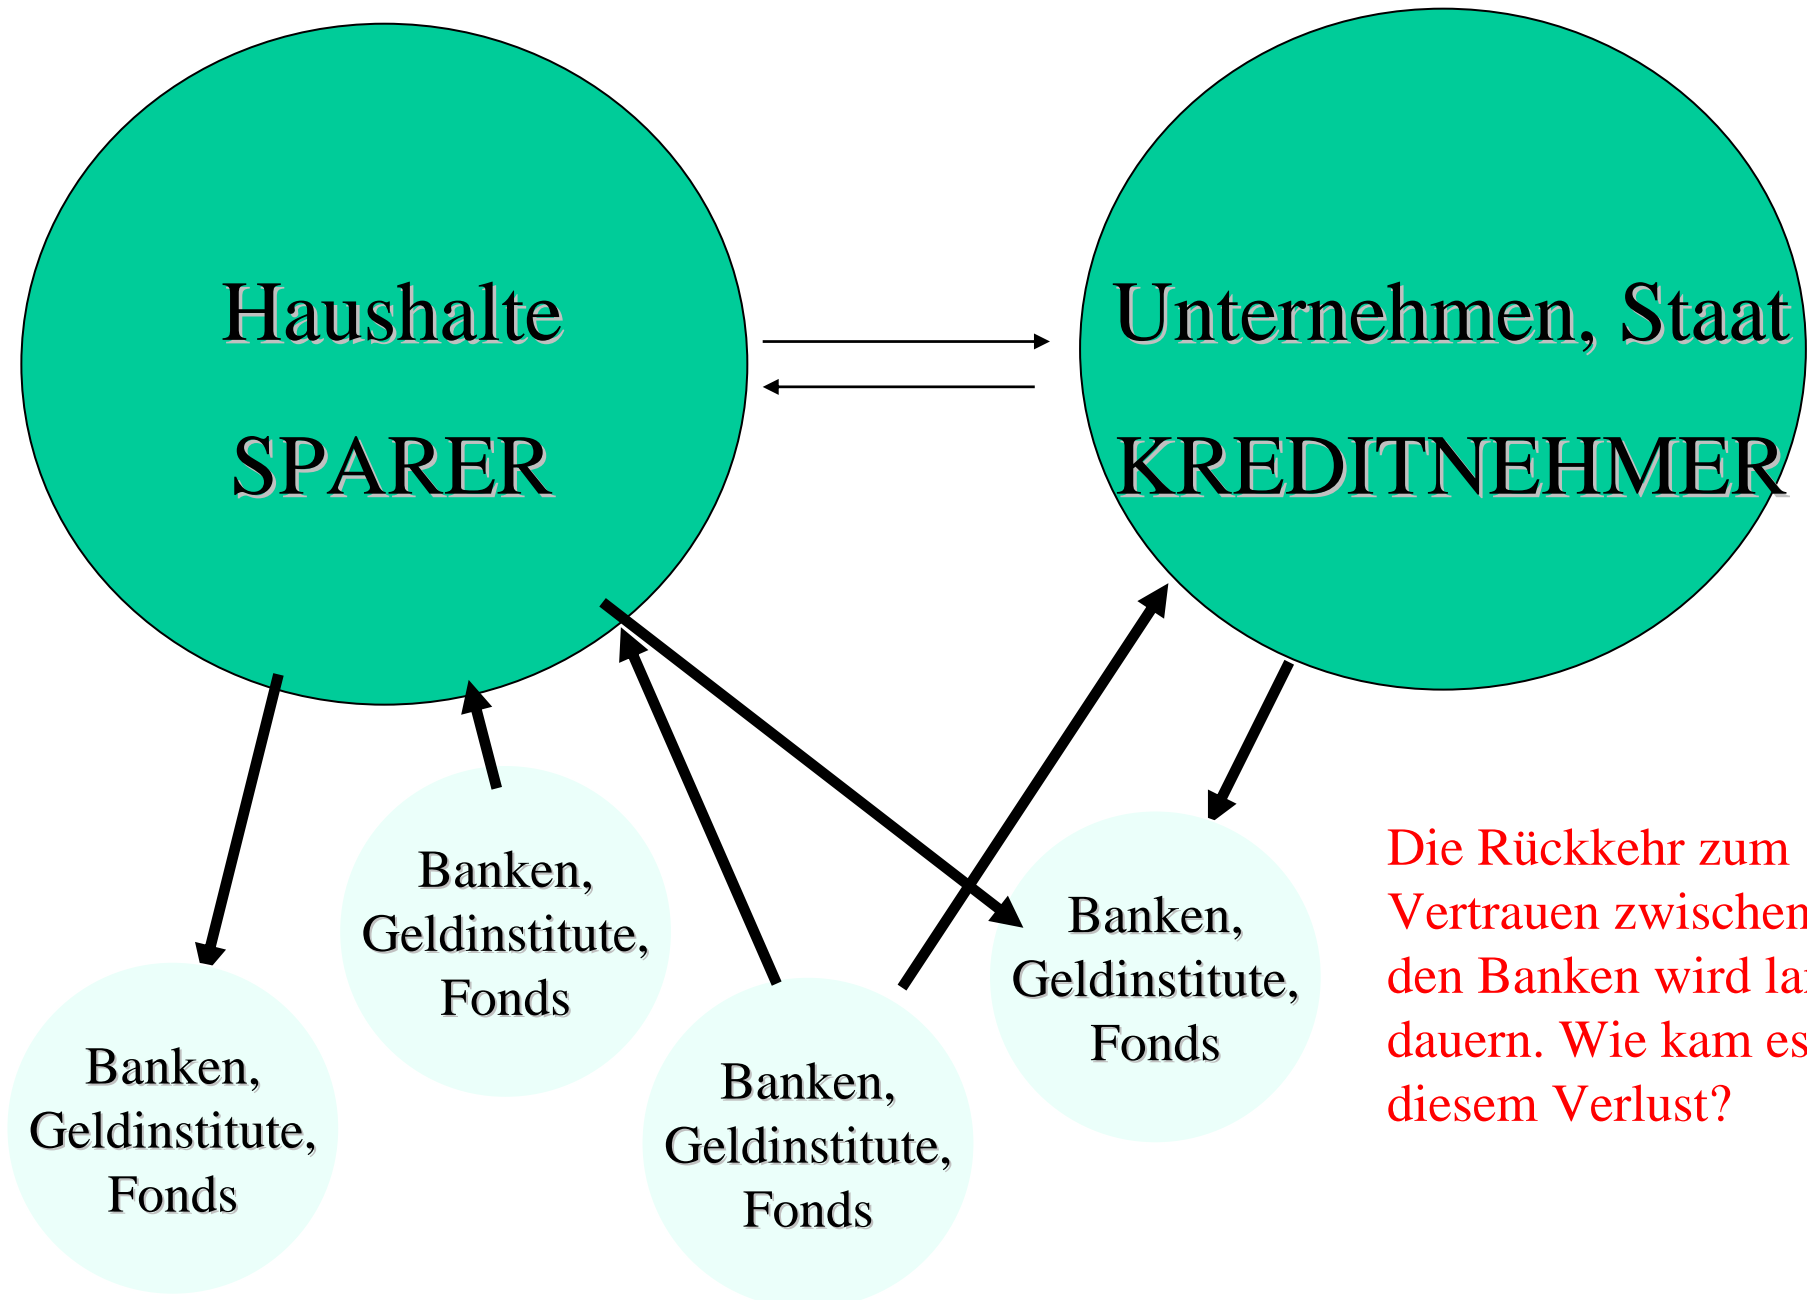 Haushalte
SPARER
Unternehmen, Staat
KREDITNEHMER
Banken,
Geldinstitute,
Fonds
Banken,
Geldinstitute,
Fonds
Banken,
Geldinstitute,
Fonds
Banken,
Geldinstitute,
Fonds
Die Rückkehr zum
Vertrauen zwischen
den Banken wird
dauern. Wie kam es
diesem Verlust?